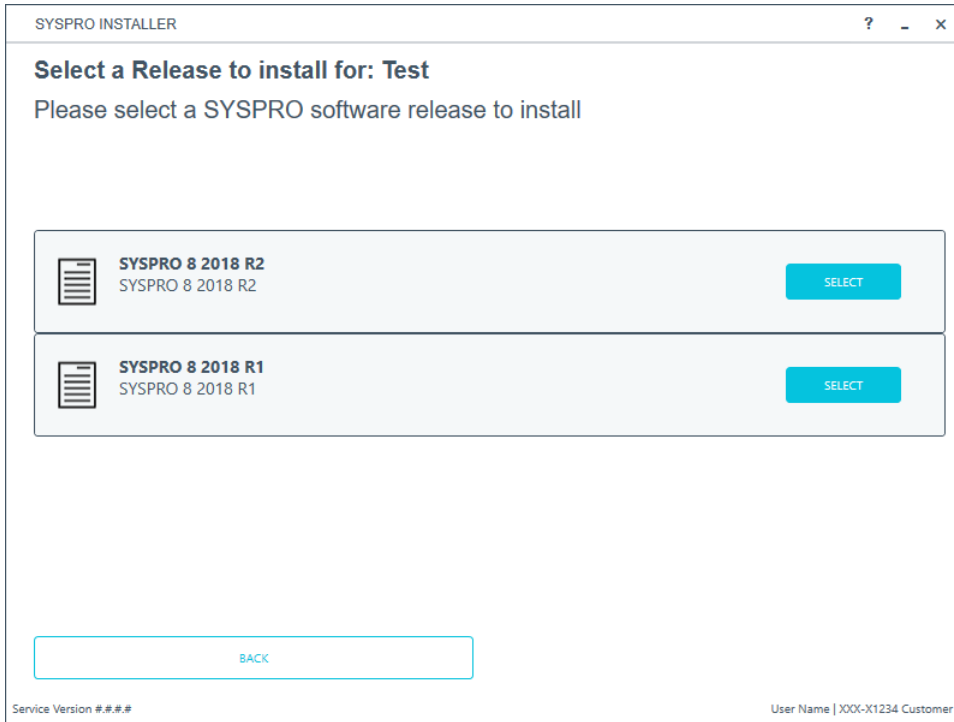 SYSPRO INSTALLER
? - ×
Select a Release to install for: Test
Please select a SYSPRO software release to install
SYSPRO 8 2018 R2
SYSPRO 8 2018 R2
SELECT
SYSPRO 8 2018 R1
SYSPRO 8 2018 R1
SELECT
BACK
Service Version #.#.#.#
User Name | XXX-X1234 Customer